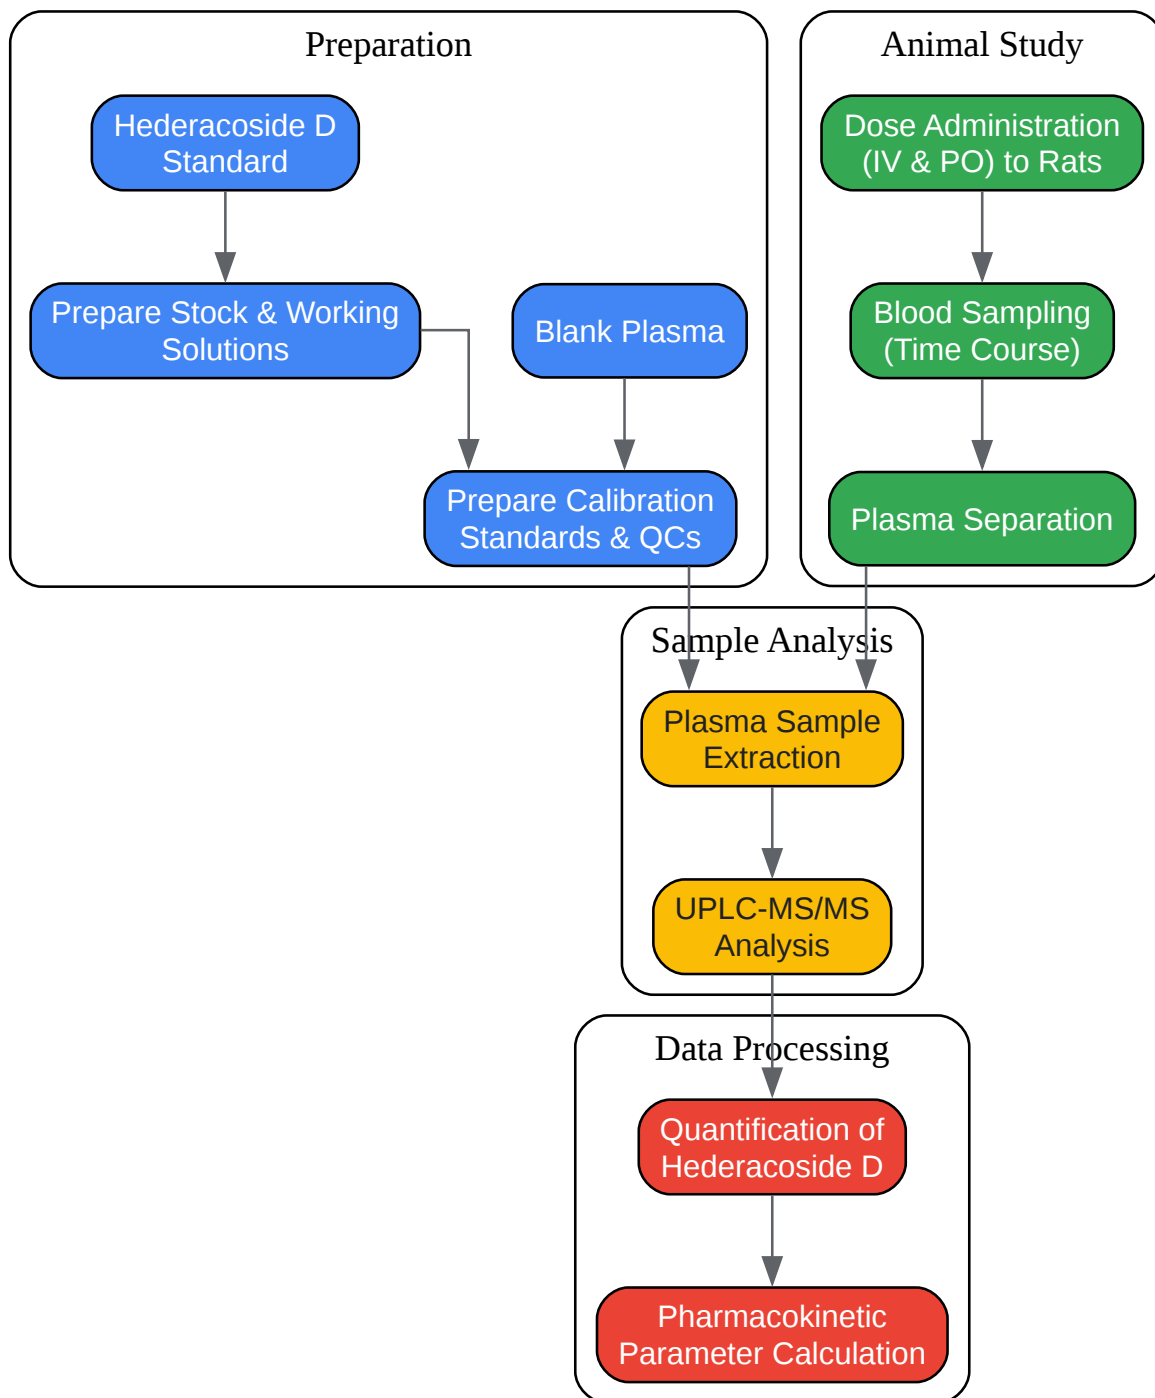 Preparation
Hederacoside D
Standard
Prepare Stock & Working
Solutions
Blank Plasma
Prepare Calibration
Standards & QCs
Animal Study
Dose Administration
(IV & PO) to Rats
Blood Sampling
(Time Course)
Plasma Separation
Sample Analysis
Plasma Sample
Extraction
UPLC-MS/MS
Analysis
Data Processing
Quantification of
Hederacoside D
Pharmacokinetic
Parameter Calculation